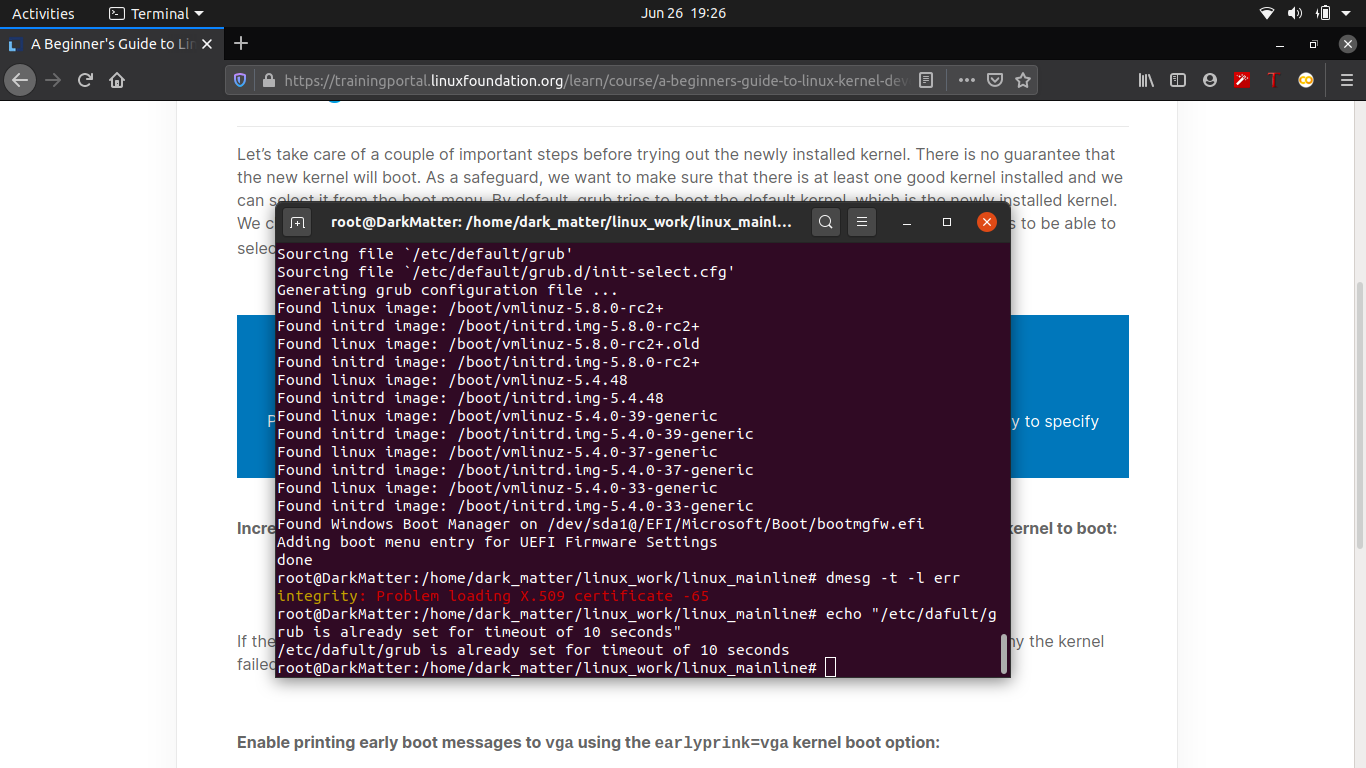 Activities
Terminal
Jun 26 19:26
A Beginner's Guide to Lin
https://trainingportal.linuxfoundation.org/learn/course/a-beginners-guide-to-linux-kernel-dev
Let's take care of a couple of important steps before trying out the newly installed kernel. There is no guarantee that
the new kernel will boot. As a safeguard, we want to make sure that there is at least one good kernel installed and we
can select it from the boot menu. By default, grub tries to boot the default kernel, which is the newly installed kernel.
We c
s to be able to
selec
root@DarkMatter: /home/dark_matter/linux_work/linux_mainl...
Sourcing file `/etc/default/grub'
Sourcing file `/etc/default/grub.d/init-select.cfg'
Generating grub configuration file ...
Found linux image: /boot/vmlinuz-5.8.0-rc2+
Found initrd image: /boot/initrd.img-5.8.0-rc2+
Found linux image: /boot/vmlinuz-5.8.0-rc2+.old
Found initrd image: /boot/initrd.img-5.8.0-rc2+
Found linux image: /boot/vmlinuz-5.4.48
Found initrd image: /boot/initrd.img-5.4.48
Found linux image: /boot/vmlinuz-5.4.0-39-generic
Found initrd image: /boot/initrd.img-5.4.0-39-generic
Found linux image: /boot/vmlinuz-5.4.0-37-generic
Found initrd image: /boot/initrd.img-5.4.0-37-generic
Found linux image: /boot/vmlinuz-5.4.0-33-generic
Found initrd image: /boot/initrd.img-5.4.0-33-generic
Found Windows Boot Manager on /dev/sda1@/EFI/Microsoft/Boot/bootmgfw.efi
Adding boot menu entry for UEFI Firmware Settings
done
root@DarkMatter:/home/dark_matter/linux_work/linux_mainline# dmesg -t -l err
integrity: Problem loading X.509 certificate -65
root@DarkMatter:/home/dark_matter/linux_work/linux_mainline# echo "/etc/dafult/g
rub is already set for timeout of 10 seconds"
/etc/dafult/grub is already set for timeout of 10 seconds
root@DarkMatter:/home/dark_matter/linux_work/linux_mainline#
P
y to specify
Incre
kernel to boot:
If the
ny the kernel
failed
Enable printing early boot messages to vga using the earlyprink=vga kernel boot option: